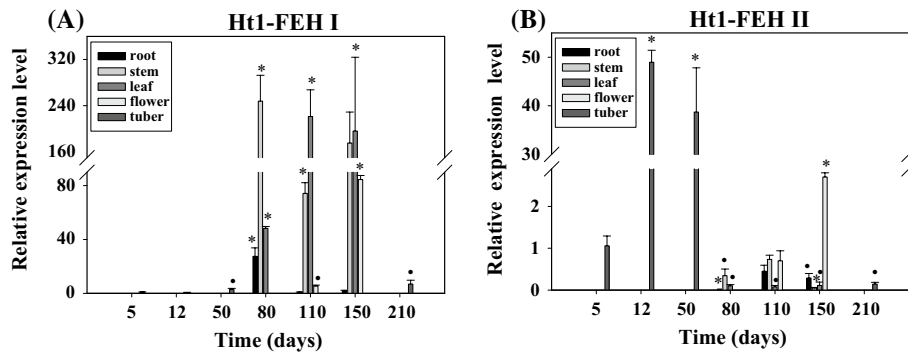 (A)
Ht1-FEH I
Relative expression level
320
240
160
80
40
0
root
stem
leaf
flower
tuber
* * * * * * *
5 12 50 80 110 150 210
Time (days)
(B)
Ht1-FEH II
Relative expression level
50
40
30
2
1
0
root
stem
leaf
flower
tuber
* * * * *
5 12 50 80 110 150 210
Time (days)